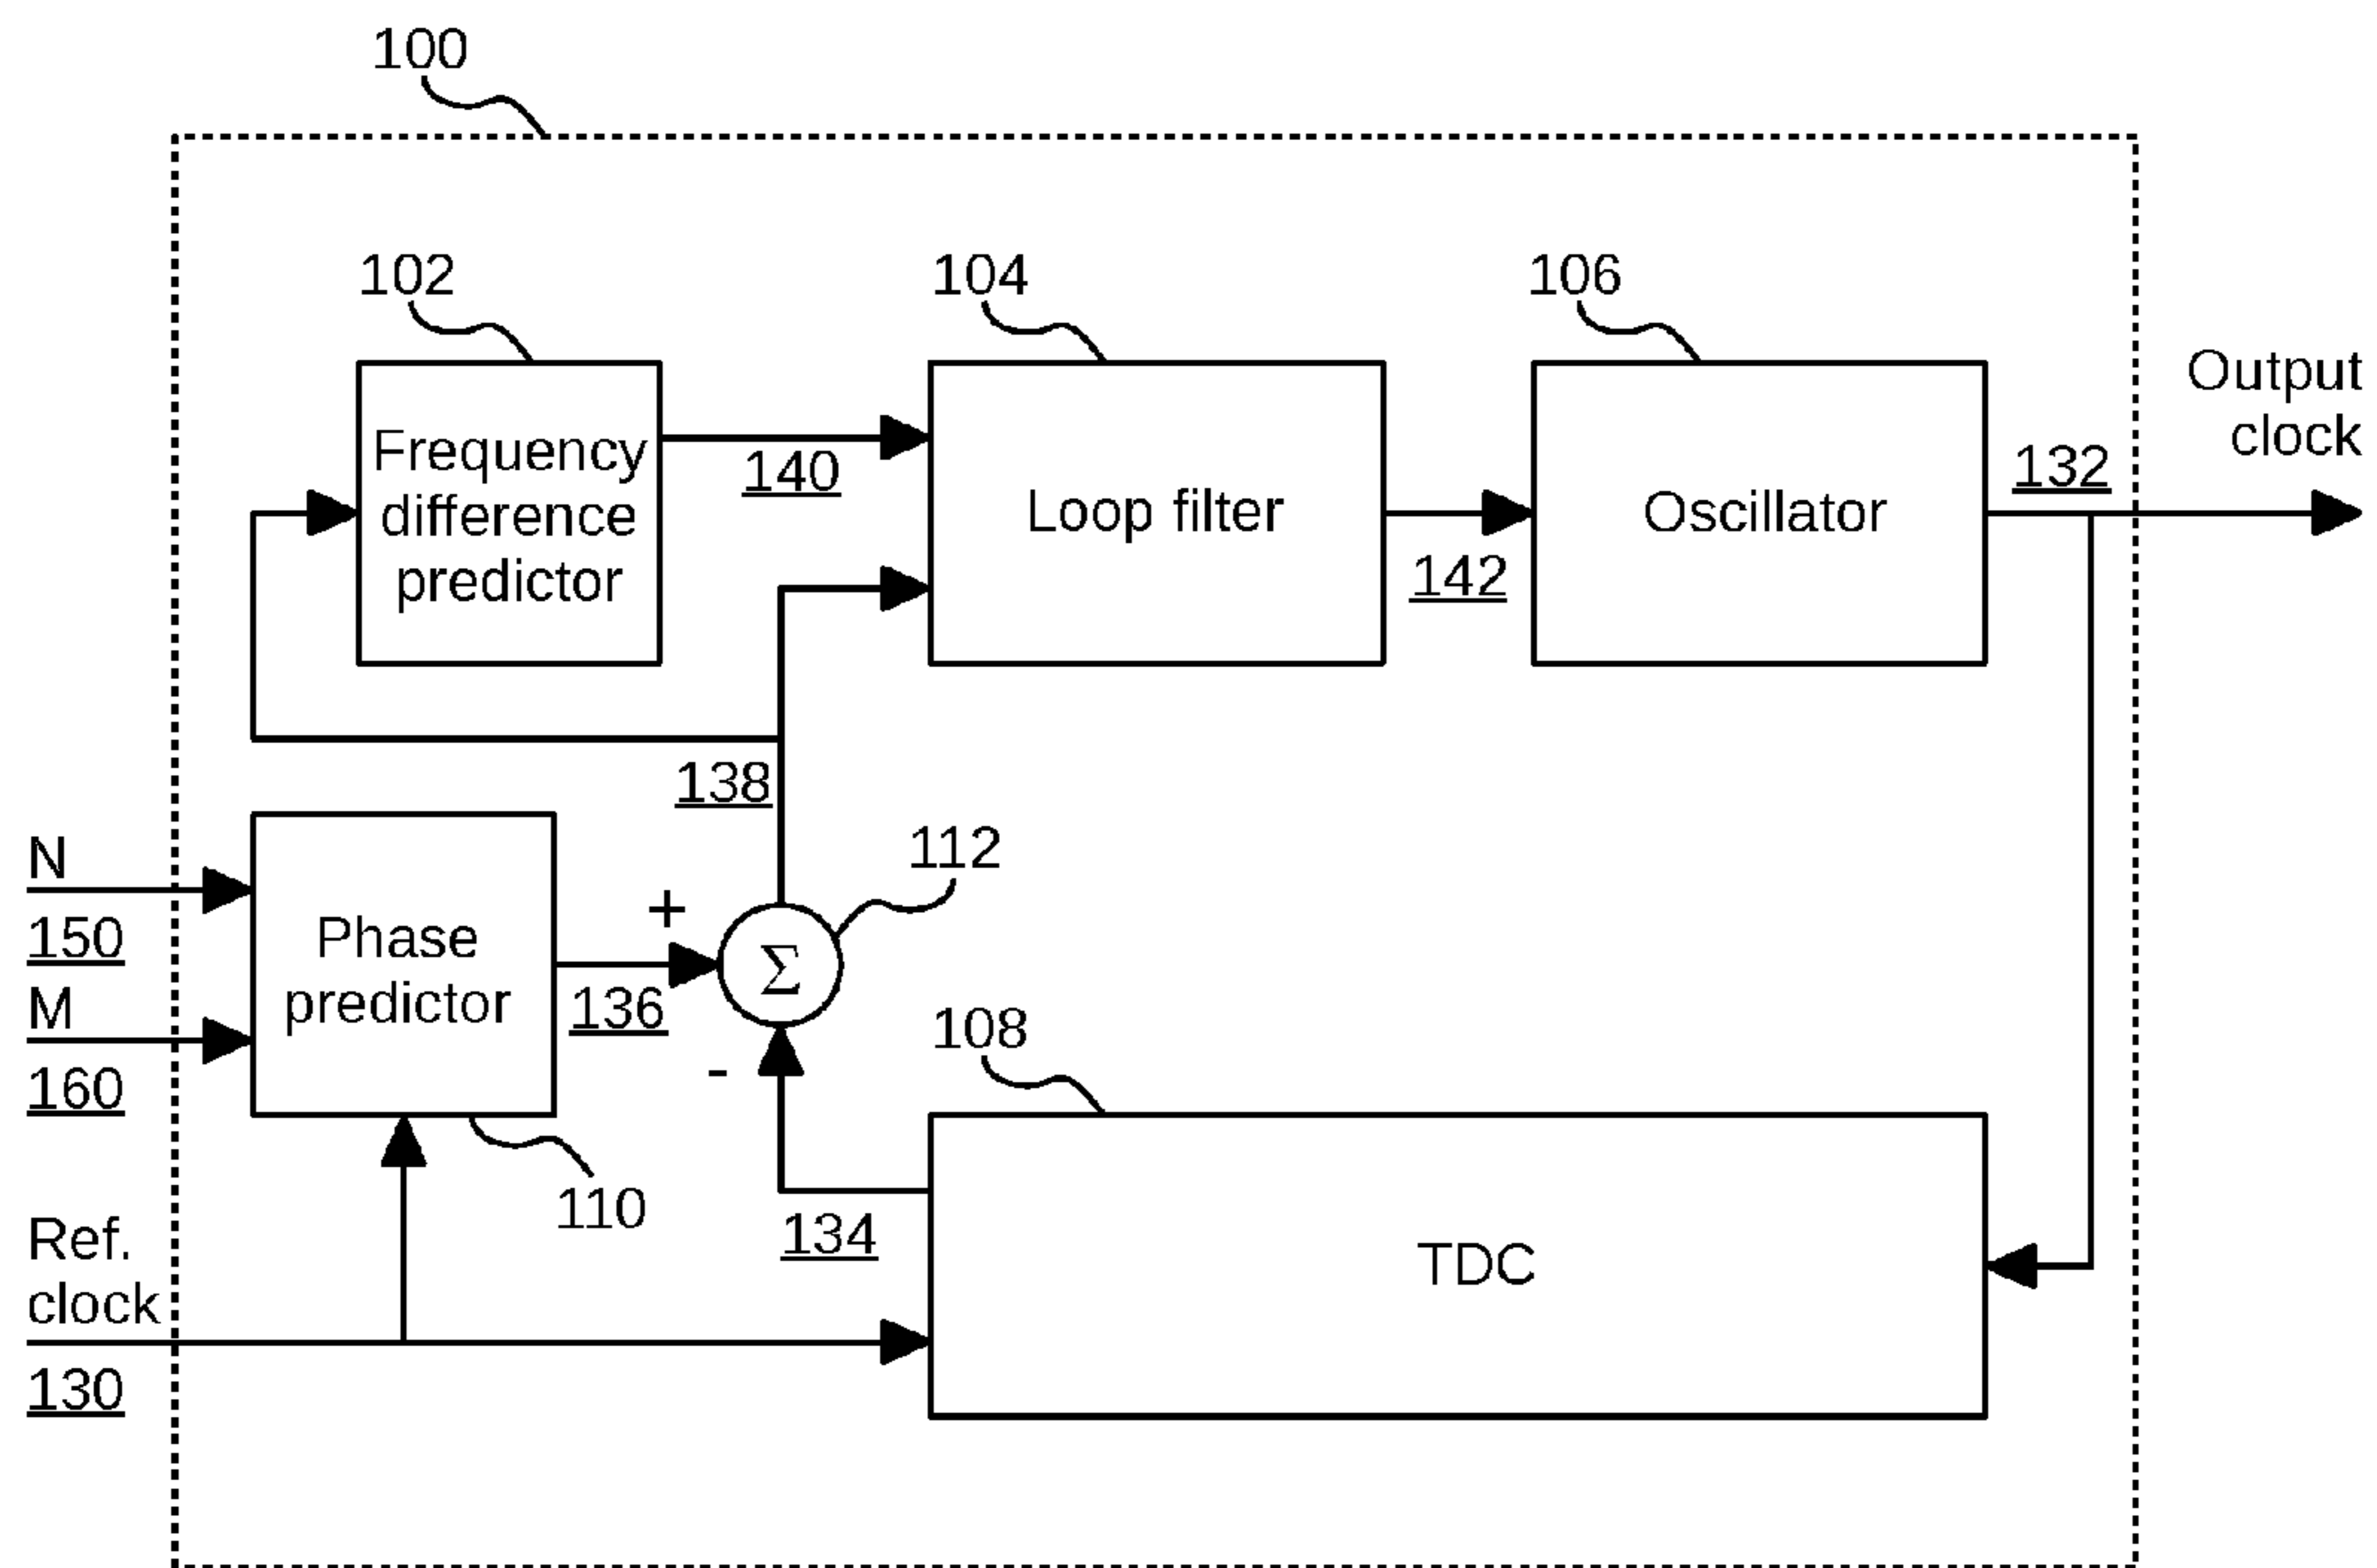 100
102
104
106
Output
clock
132
Frequency
difference
predictor
140
Loop filter
142
Oscillator
138
112
N
150
M
160
Phase
predictor
+
136
Σ
-
108
110
134
TDC
Ref.
clock
130